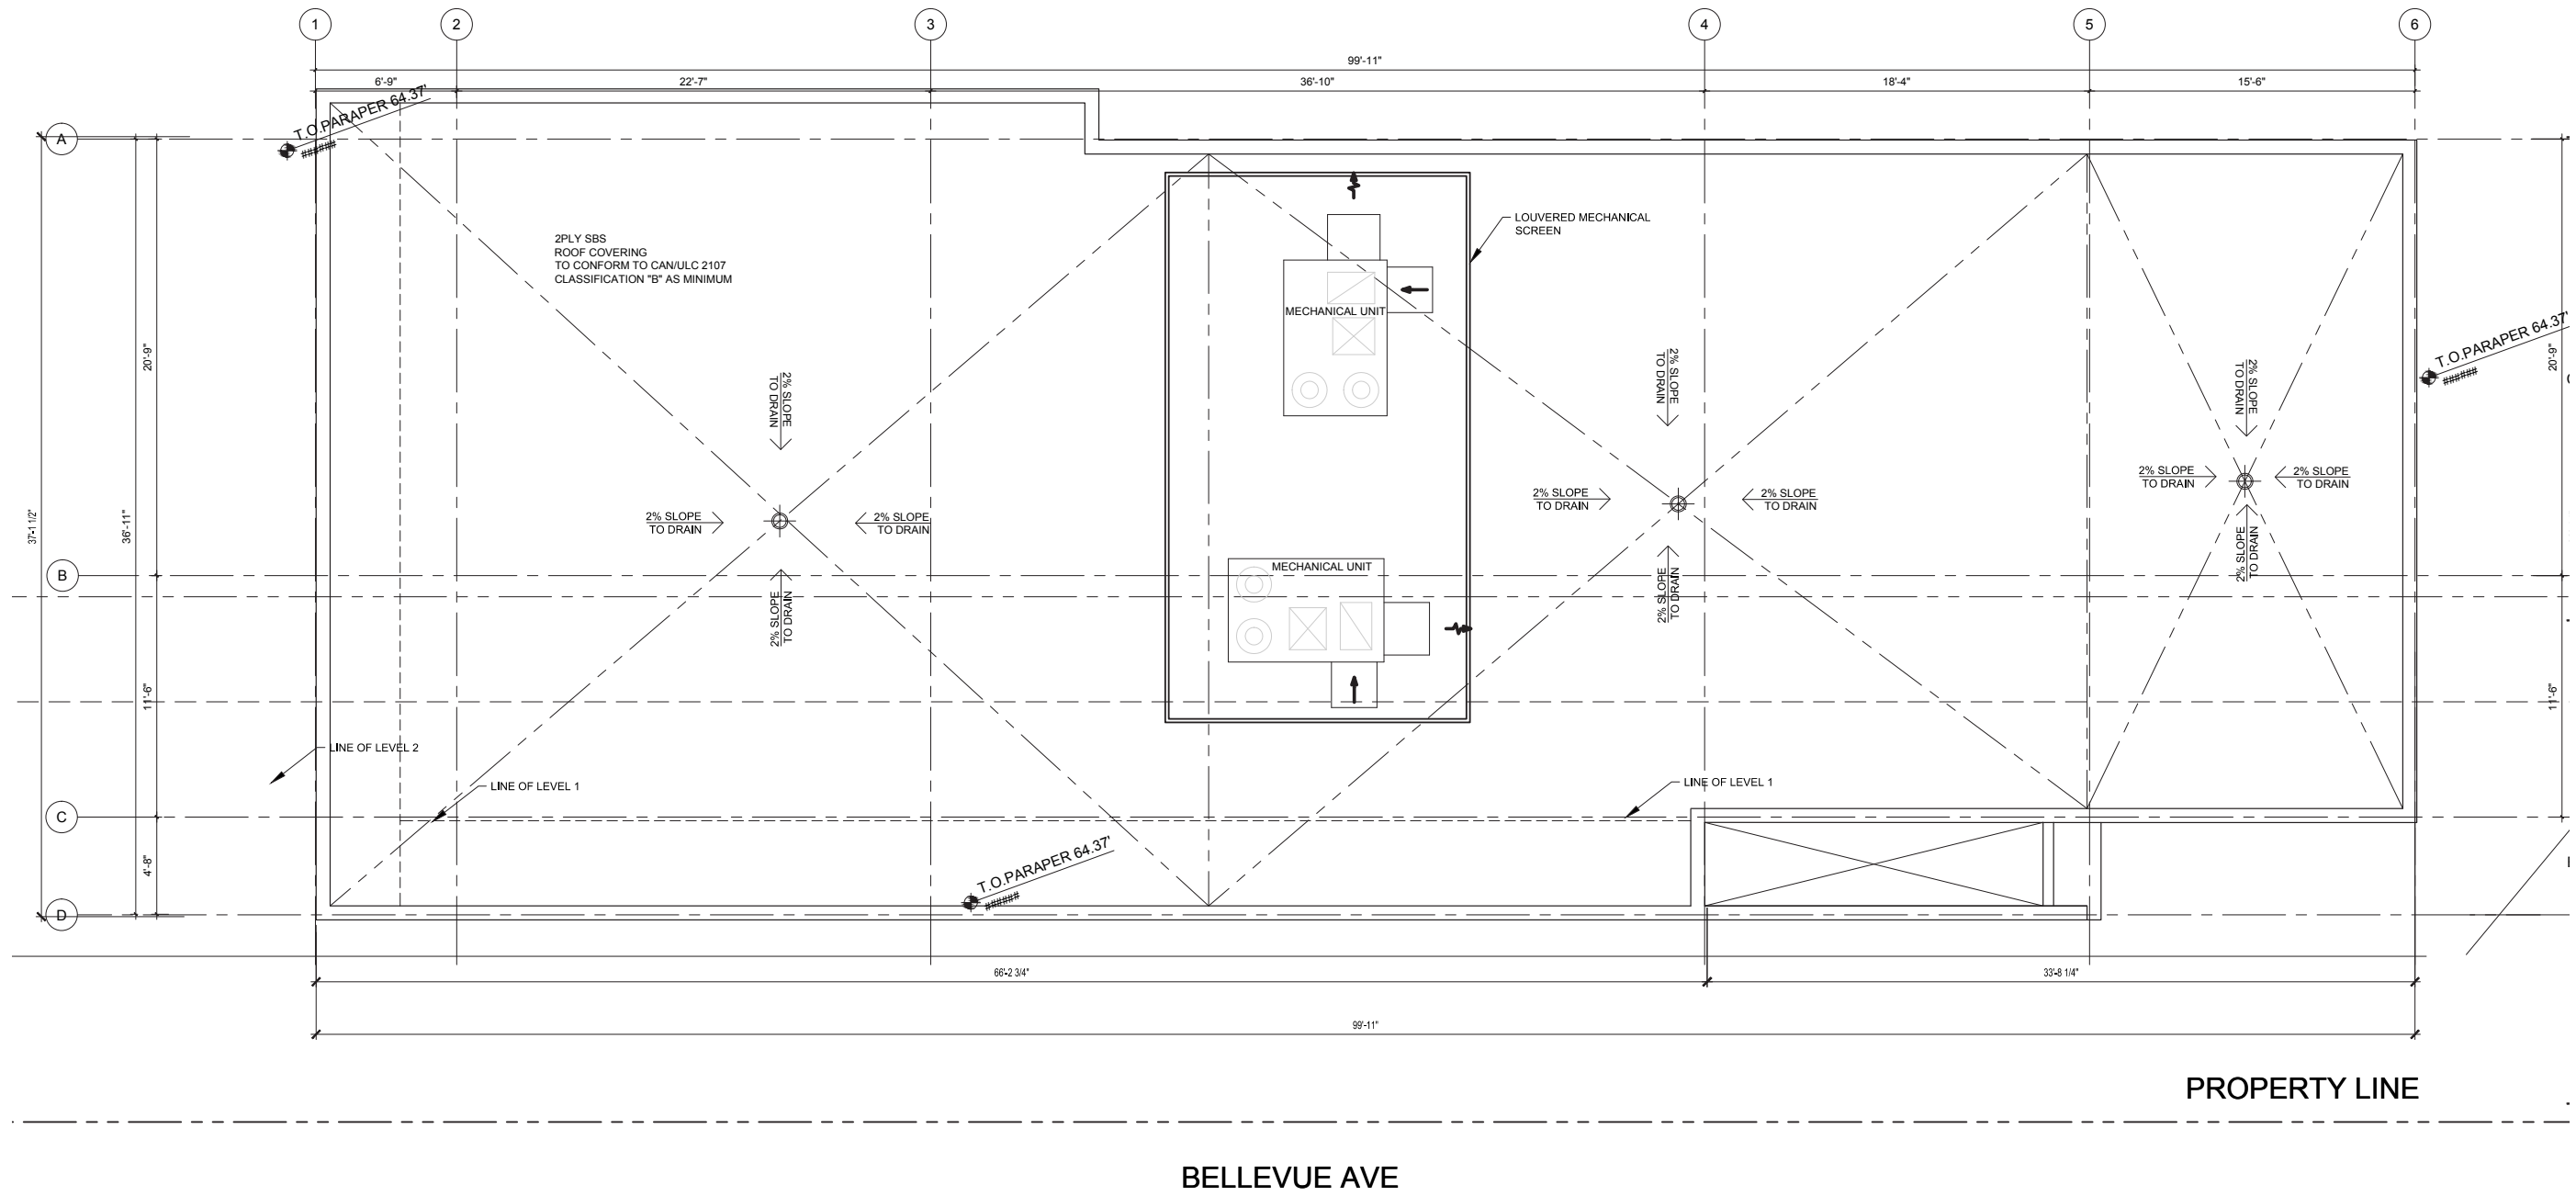 1 2 3 4 5 6
99'-11"
6'-9" 22'-7" 36'-10" 18'-4" 15'-6"
T.O.PARAPER 64.37'
######
A
2PLY SBS
ROOF COVERING
TO CONFORM TO CAN/ULC 2107
CLASSIFICATION "B" AS MINIMUM
LOUVERED MECHANICAL
SCREEN
MECHANICAL UNIT
T.O.PARAPER 64.37'
######
20'-9"
20'-9"
2% SLOPE
TO DRAIN
2% SLOPE
TO DRAIN
2% SLOPE
TO DRAIN
2% SLOPE
TO DRAIN
2% SLOPE
TO DRAIN
2% SLOPE
TO DRAIN
2% SLOPE
TO DRAIN
2% SLOPE
TO DRAIN
2% SLOPE
TO DRAIN
37'-1 1/2"
36'-11"
B
MECHANICAL UNIT
2% SLOPE
TO DRAIN
2% SLOPE
TO DRAIN
2% SLOPE
TO DRAIN
11'-6"
11'-6"
LINE OF LEVEL 2
LINE OF LEVEL 1
LINE OF LEVEL 1
C
4'-8"
T.O.PARAPER 64.37'
######
D
66'-2 3/4" 33'-8 1/4"
99'-11"
PROPERTY LINE
BELLEVUE AVE